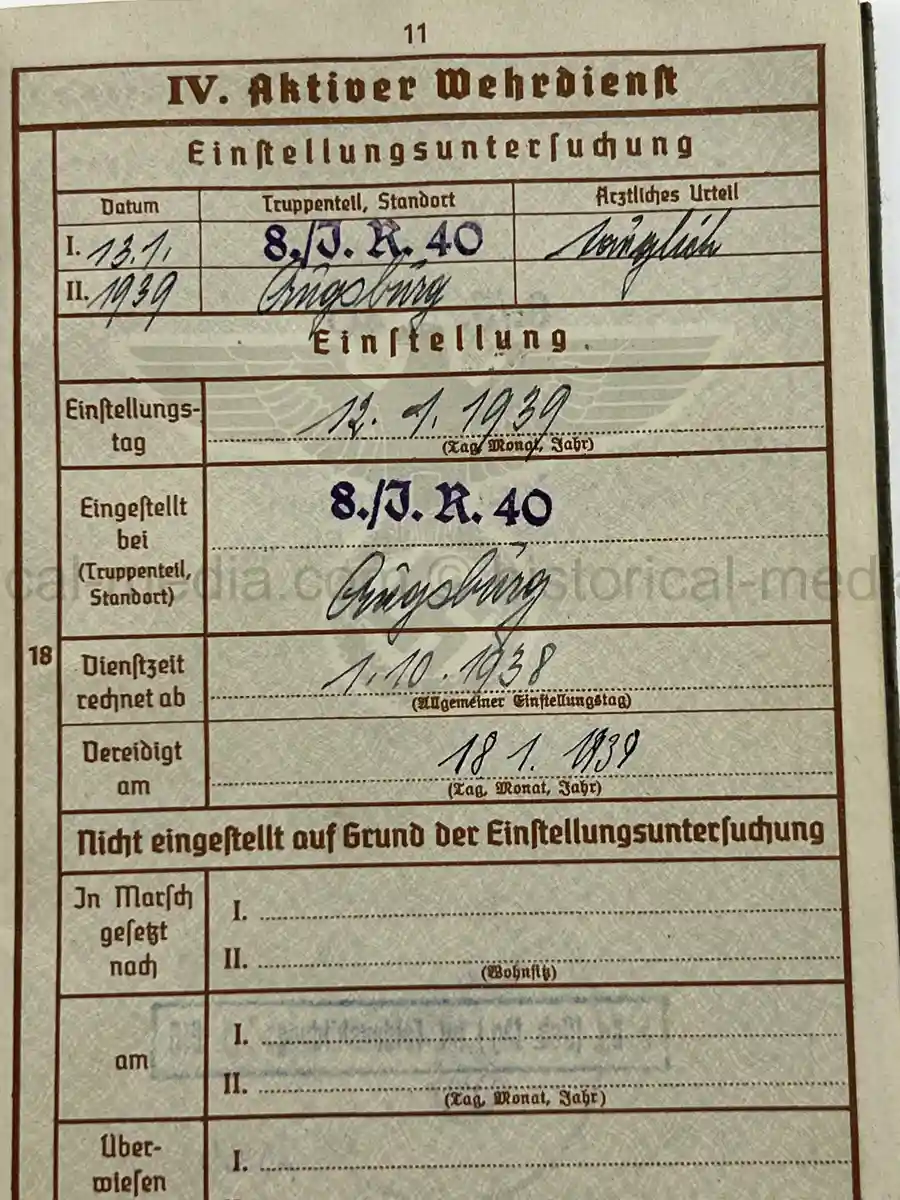 11
IV. Aktiver Wehrdienst
Einstellungsuntersuchung
Datum Truppenteil, Standort Ärztliches Urteil
I. 13.1. 8./J. R. 40 tauglich
II. 1939 Augsburg
Einstellung
Einstellungs-
tag
12. 1. 1939
(Tag, Monat, Jahr)
Eingestellt
bei
(Truppenteil,
Standort)
8./J. R. 40
Augsburg
18
Dienstzeit
rechnet ab
1.10.1938
(Allgemeiner Einstellungstag)
Vereidigt
am
18 1. 1939
(Tag, Monat, Jahr)
Nicht eingestellt auf Grund der Einstellungsuntersuchung
In Marsch
gesetzt
nach
I.
II.
(Wohnsitz)
am
I.
II.
(Tag, Monat, Jahr)
Über-
wiesen
I.
historical-media